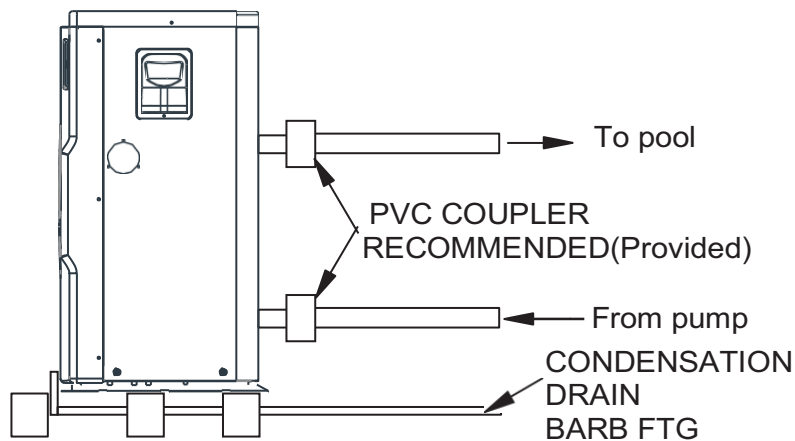 To pool
PVC COUPLER
RECOMMENDED(Provided)
From pump
CONDENSATION
DRAIN
BARB FTG